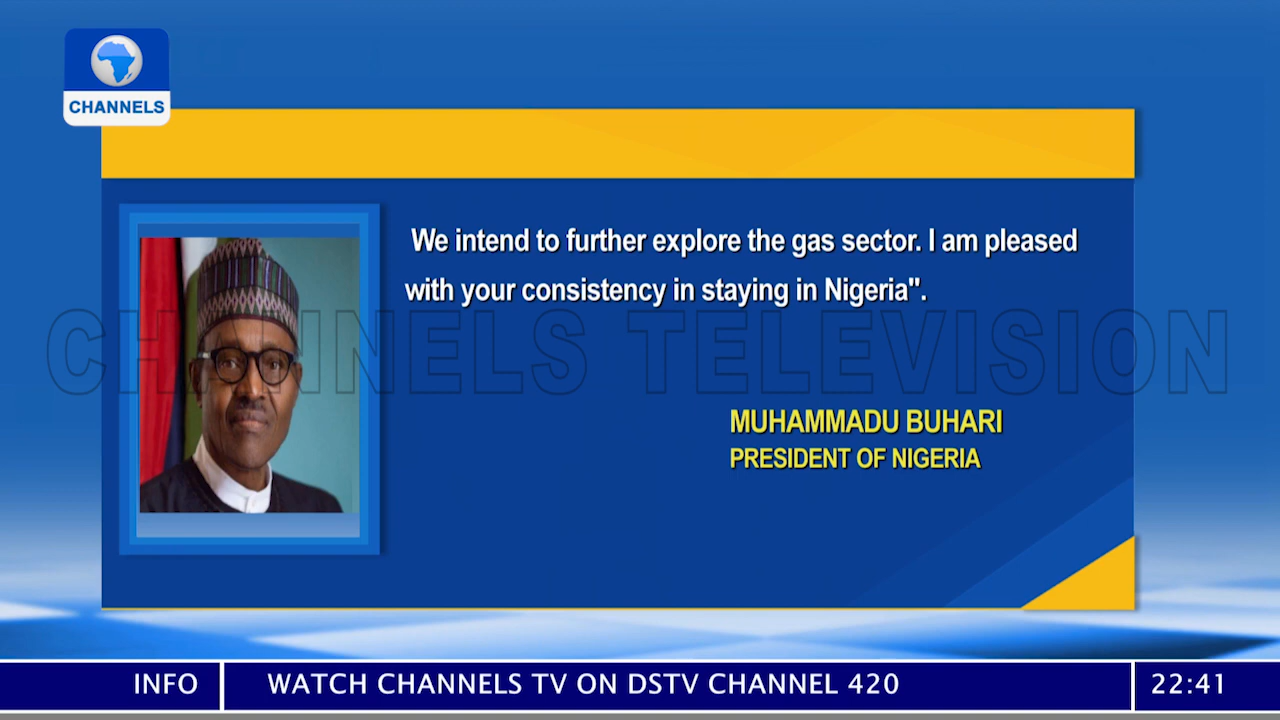 CHANNELS
We intend to further explore the gas sector. I am pleased
with your consistency in staying in Nigeria".
CHANNELS TELEVISION
MUHAMMADU BUHARI
PRESIDENT OF NIGERIA
INFO
WATCH CHANNELS TV ON DSTV CHANNEL 420
22:41